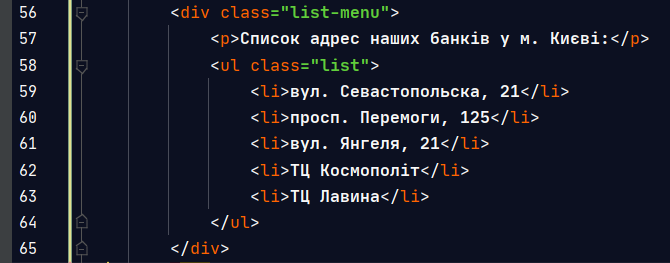 56 <div class="list-menu">
57 <p>Список адрес наших банків у м. Києві:</p>
58 <ul class="list">
59 <li>вул. Севастопольска, 21</li>
60 <li>просп. Перемоги, 125</li>
61 <li>вул. Янгеля, 21</li>
62 <li>ТЦ Космополіт</li>
63 <li>ТЦ Лавина</li>
64 </ul>
65 </div>